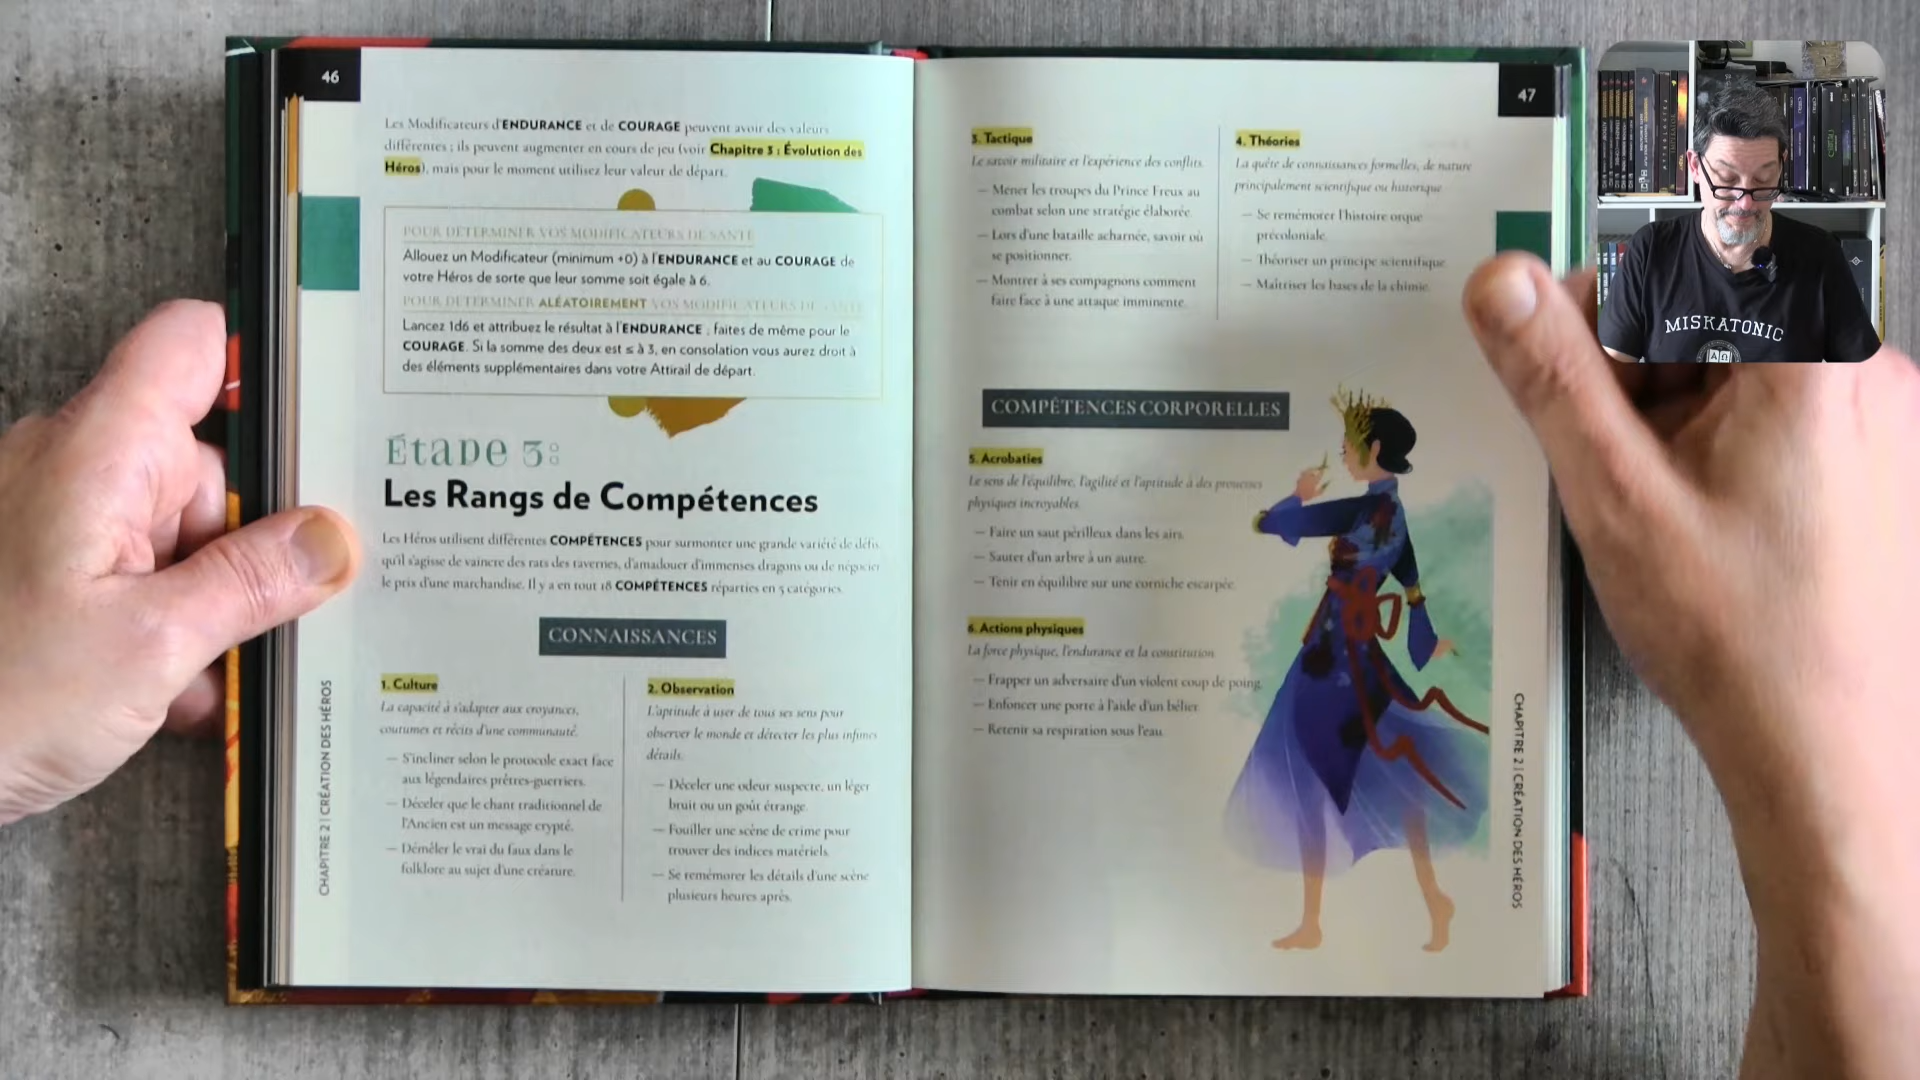 46
Les Modificateurs d'ENDURANCE et de COURAGE peuvent avoir des valeurs
différentes ; ils peuvent augmenter en cours de jeu (voir Chapitre 3 : Évolution des
Héros), mais pour le moment utilisez leur valeur de départ.
POUR DÉTERMINER VOS MODIFICATEURS DE SANTÉ
Allouez un Modificateur (minimum +0) à l'ENDURANCE et au COURAGE de
votre Héros de sorte que leur somme soit égale à 6.
POUR DÉTERMINER ALÉATOIREMENT VOS MODIFICATEURS DE SANTÉ
Lancez 1d6 et attribuez le résultat à l'ENDURANCE ; faites de même pour le
COURAGE. Si la somme des deux est ≤ à 3, en consolation vous aurez droit à
des éléments supplémentaires dans votre Attirail de départ.
Étape 3:
Les Rangs de Compétences
Les Héros utilisent différentes COMPÉTENCES pour surmonter une grande variété de défis
qu'il s'agisse de vaincre des rats des tavernes, d'amadouer d'immenses dragons ou de négocier
le prix d'une marchandise. Il y a en tout 18 COMPÉTENCES réparties en 5 catégories.
CONNAISSANCES
1. Culture
La capacité à s'adapter aux croyances,
coutumes et récits d'une communauté.
— S'incliner selon le protocole exact face
aux légendaires prêtres-guerriers.
— Déceler que le chant traditionnel de
l'Ancien est un message crypté.
— Démêler le vrai du faux dans le
folklore au sujet d'une créature.
2. Observation
L'aptitude à user de tous ses sens pour
observer le monde et détecter les plus infimes
détails.
— Déceler une odeur suspecte, un léger
bruit ou un goût étrange.
— Fouiller une scène de crime pour
trouver des indices matériels.
— Se remémorer les détails d'une scène
plusieurs heures après.
CHAPITRE 2 | CRÉATION DES HÉROS
47
3. Tactique
Le savoir militaire et l'expérience des conflits.
— Mener les troupes du Prince Freux au
combat selon une stratégie élaborée.
— Lors d'une bataille acharnée, savoir où
se positionner.
— Montrer à ses compagnons comment
faire face à une attaque imminente.
4. Théories
La quête de connaissances formelles, de nature
principalement scientifique ou historique.
— Se remémorer l'histoire orque
précoloniale.
— Théoriser un principe scientifique.
— Maîtriser les bases de la chimie.
COMPÉTENCES CORPORELLES
5. Acrobaties
Le sens de l'équilibre, l'agilité et l'aptitude à des prouesses
physiques incroyables.
— Faire un saut périlleux dans les airs.
— Sauter d'un arbre à un autre.
— Tenir en équilibre sur une corniche escarpée.
6. Actions physiques
La force physique, l'endurance et la constitution.
— Frapper un adversaire d'un violent coup de poing.
— Enfoncer une porte à l'aide d'un bélier.
— Retenir sa respiration sous l'eau.
CHAPITRE 2 | CRÉATION DES HÉROS
MISKATONIC